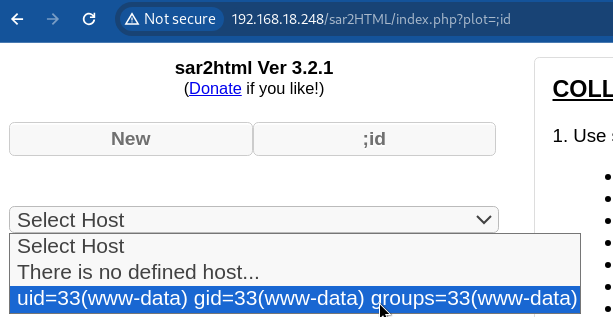 Not secure 192.168.18.248/sar2HTML/index.php?plot=;id
sar2html Ver 3.2.1
(Donate if you like!)
New ;id
Select Host
Select Host
There is no defined host...
uid=33(www-data) gid=33(www-data) groups=33(www-data)
COLL
1. Use